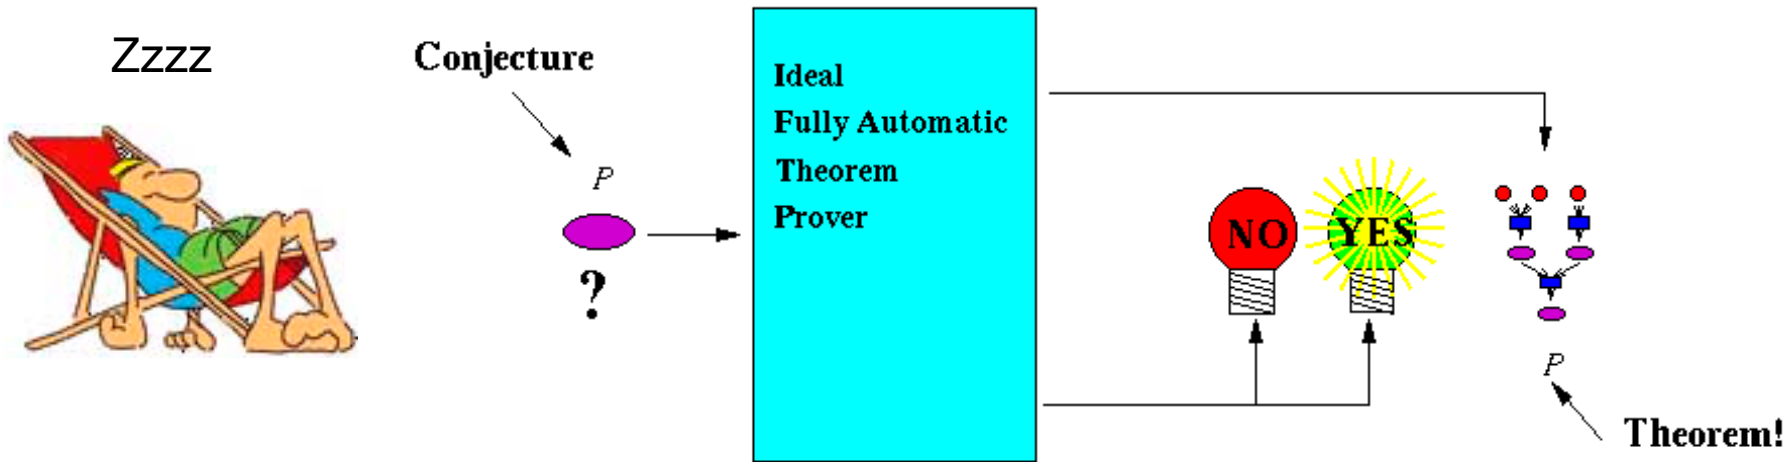 Zzzz
Conjecture
P
?
Ideal
Fully Automatic
Theorem
Prover
NO
YES
P
Theorem!